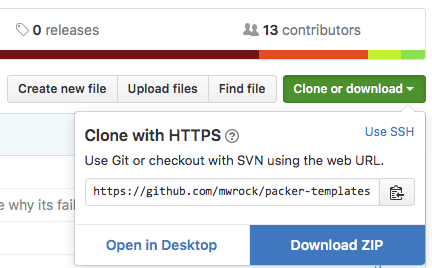 0 releases
13 contributors
Create new file
Upload files
Find file
Clone or download
Clone with HTTPS ?
Use SSH
Use Git or checkout with SVN using the web URL.
https://github.com/mwrock/packer-templates
e why its fail
Open in Desktop
Download ZIP